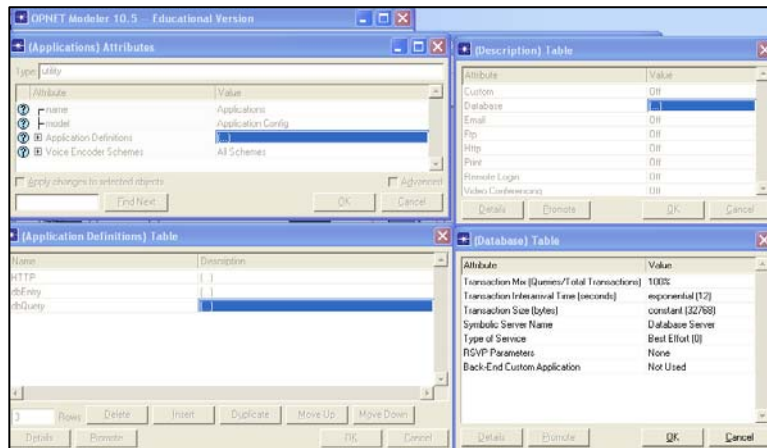 OPNET Modeler 10.5 -- Educational Version
(Applications) Attributes
Type: utility
Attribute Value
name Applications
model Application Config
Application Definitions (...)
Voice Encoder Schemes All Schemes
Apply changes to selected objects Advanced
Find Next OK Cancel
(Description) Table
Attribute Value
Custom Off
Database (...)
Email Off
Ftp Off
Http Off
Print Off
Remote Login Off
Video Conferencing Off
Details Promote OK Cancel
(Application Definitions) Table
Name Description
HTTP (...)
dbEntry (...)
dbQuery (...)
3 Rows Delete Insert Duplicate Move Up Move Down
Details Promote OK Cancel
(Database) Table
Attribute Value
Transaction Mix (Queries/Total Transactions) 100%
Transaction Interarrival Time (seconds) exponential (12)
Transaction Size (bytes) constant (32768)
Symbolic Server Name Database Server
Type of Service Best Effort (0)
RSVP Parameters None
Back-End Custom Application Not Used
Details Promote OK Cancel